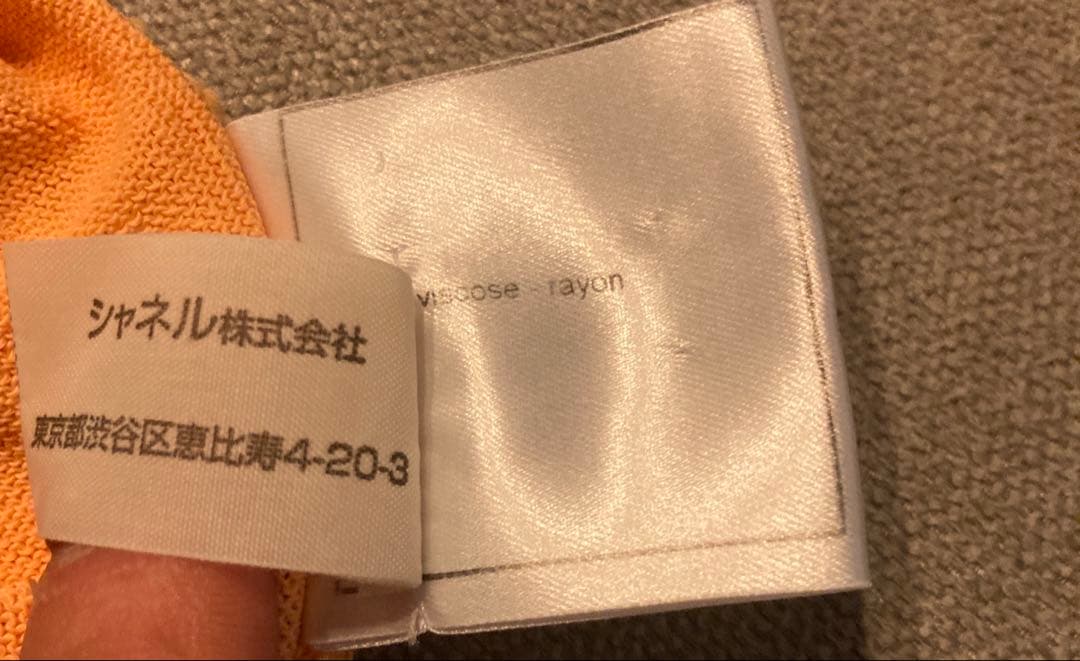 シャネル株式会社
東京都渋谷区恵比寿4-20-3
viscose - rayon